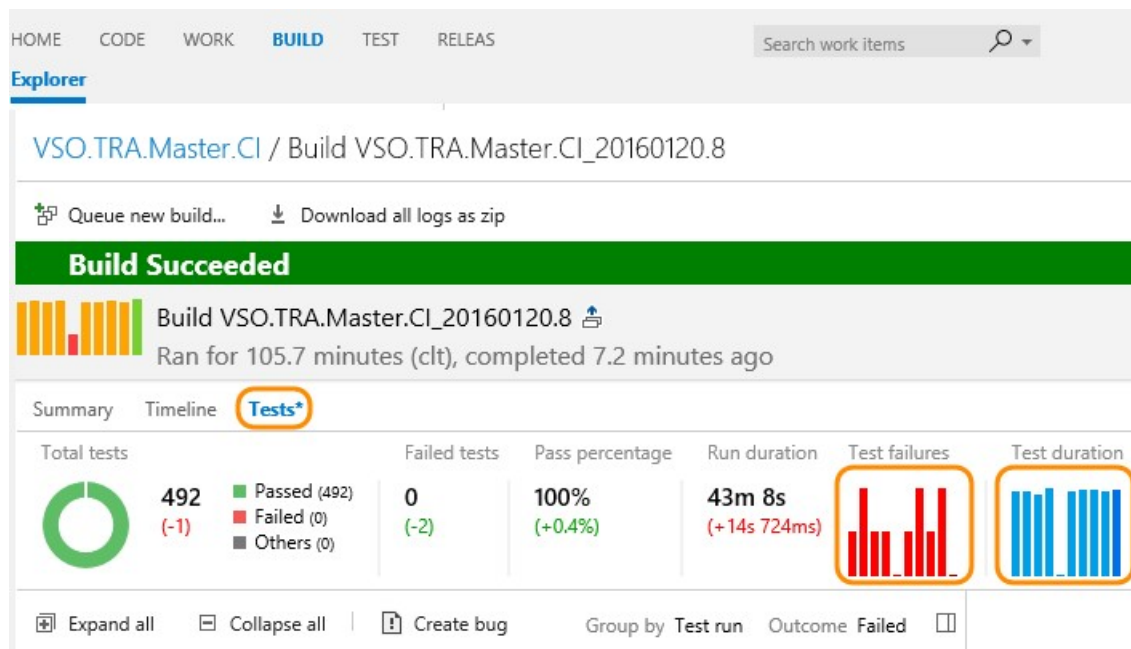 HOME CODE WORK BUILD TEST RELEAS
Search work items
Explorer
VSO.TRA.Master.CI / Build VSO.TRA.Master.CI_20160120.8
Queue new build... Download all logs as zip
Build Succeeded
Build VSO.TRA.Master.CI_20160120.8
Ran for 105.7 minutes (clt), completed 7.2 minutes ago
Summary Timeline Tests*
Total tests Failed tests Pass percentage Run duration Test failures Test duration
492 Passed (492) 0 100% 43m 8s
(-1) Failed (0) (-2) (+0.4%) (+14s 724ms)
Others (0)
Expand all Collapse all Create bug Group by Test run Outcome Failed